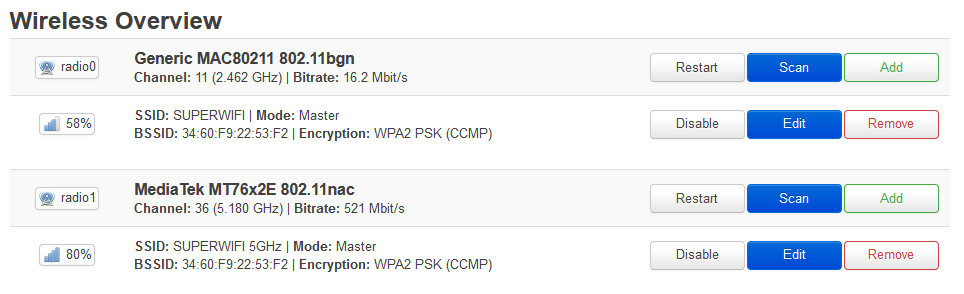 Wireless Overview
radio0
Generic MAC80211 802.11bgn
Channel: 11 (2.462 GHz) | Bitrate: 16.2 Mbit/s
Restart
Scan
Add
58%
SSID: SUPERWIFI | Mode: Master
BSSID: 34:60:F9:22:53:F2 | Encryption: WPA2 PSK (CCMP)
Disable
Edit
Remove
radio1
MediaTek MT76x2E 802.11nac
Channel: 36 (5.180 GHz) | Bitrate: 521 Mbit/s
Restart
Scan
Add
80%
SSID: SUPERWIFI 5GHz | Mode: Master
BSSID: 34:60:F9:22:53:F2 | Encryption: WPA2 PSK (CCMP)
Disable
Edit
Remove